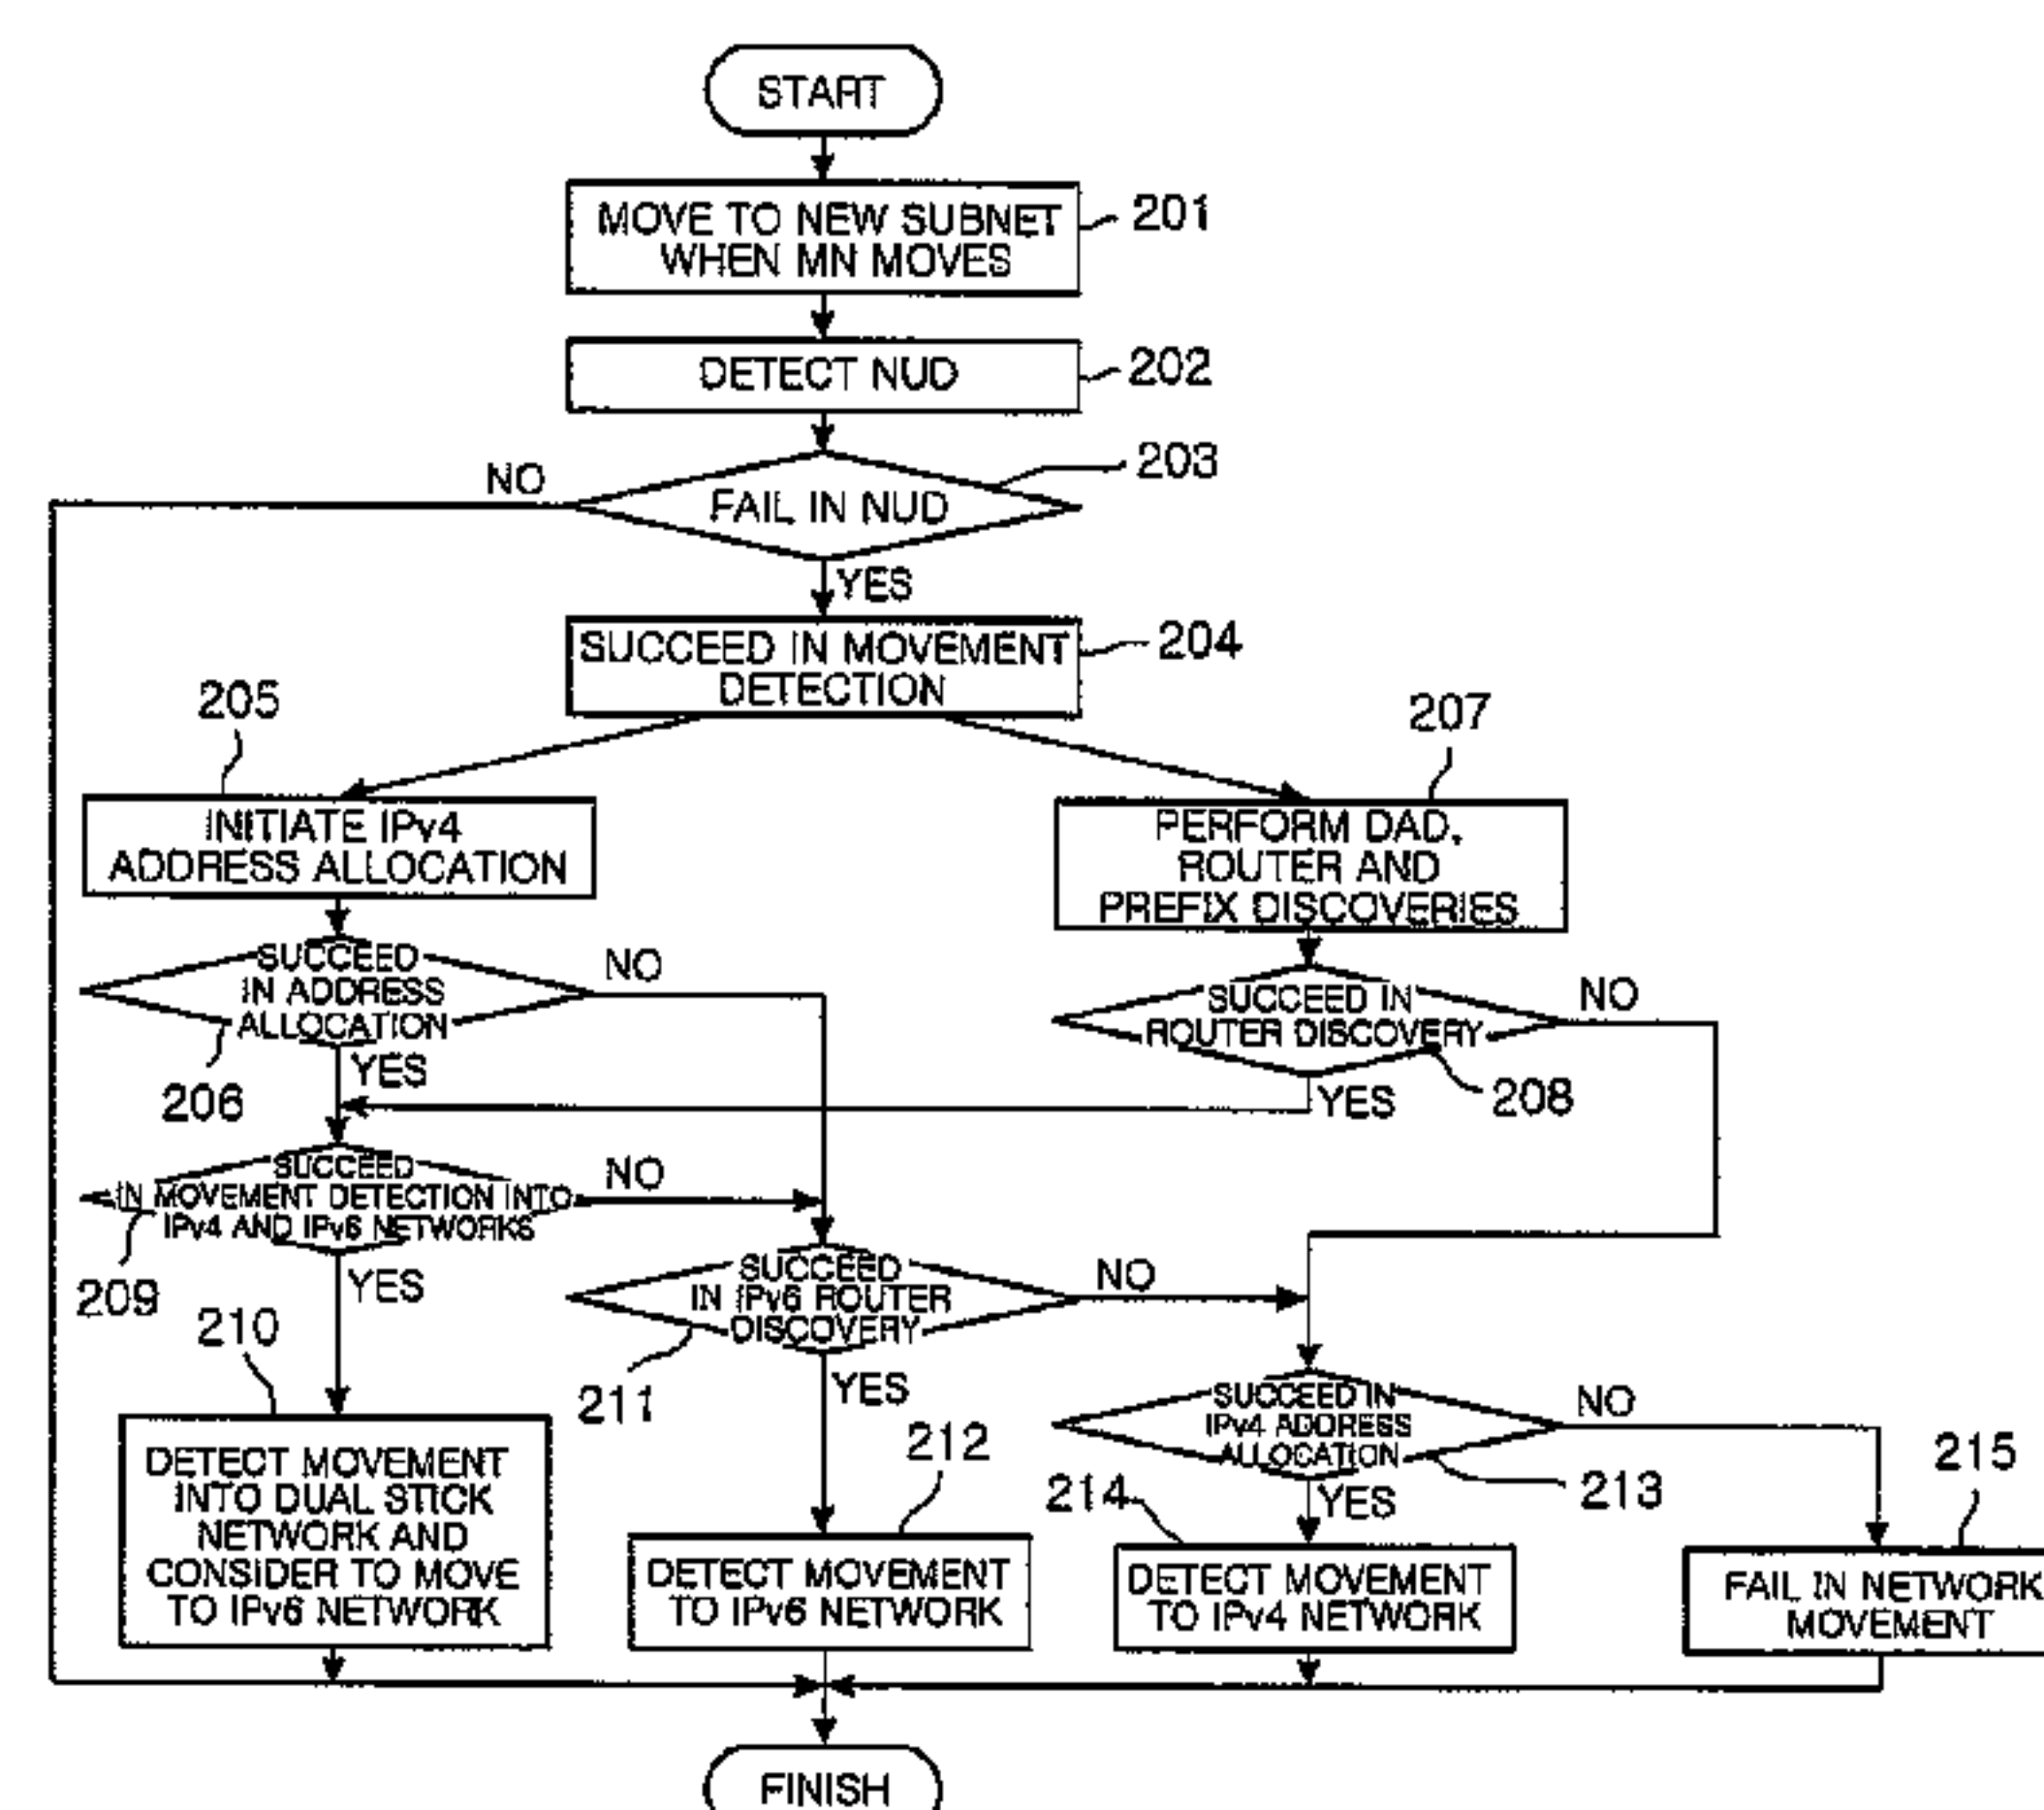 START
MOVE TO NEW SUBNET
WHEN MN MOVES
201
DETECT NUD
202
203
NO
FAIL IN NUD
YES
SUCCEED IN MOVEMENT
DETECTION
204
205
207
INITIATE IPv4
ADDRESS ALLOCATION
PERFORM DAD,
ROUTER AND
PREFIX DISCOVERIES
SUCCEED
IN ADDRESS
ALLOCATION
NO
206
YES
SUCCEED IN
ROUTER DISCOVERY
NO
208
YES
SUCCEED
IN MOVEMENT DETECTION INTO
IPv4 AND IPv6 NETWORKS
NO
209
YES
SUCCEED
IN IPv6 ROUTER
DISCOVERY
NO
211
YES
210
SUCCEED IN
IPv4 ADDRESS
ALLOCATION
NO
213
YES
DETECT MOVEMENT
INTO DUAL STICK
NETWORK AND
CONSIDER TO MOVE
TO IPv6 NETWORK
212
DETECT MOVEMENT
TO IPv6 NETWORK
214
DETECT MOVEMENT
TO IPv4 NETWORK
215
FAIL IN NETWORK
MOVEMENT
FINISH